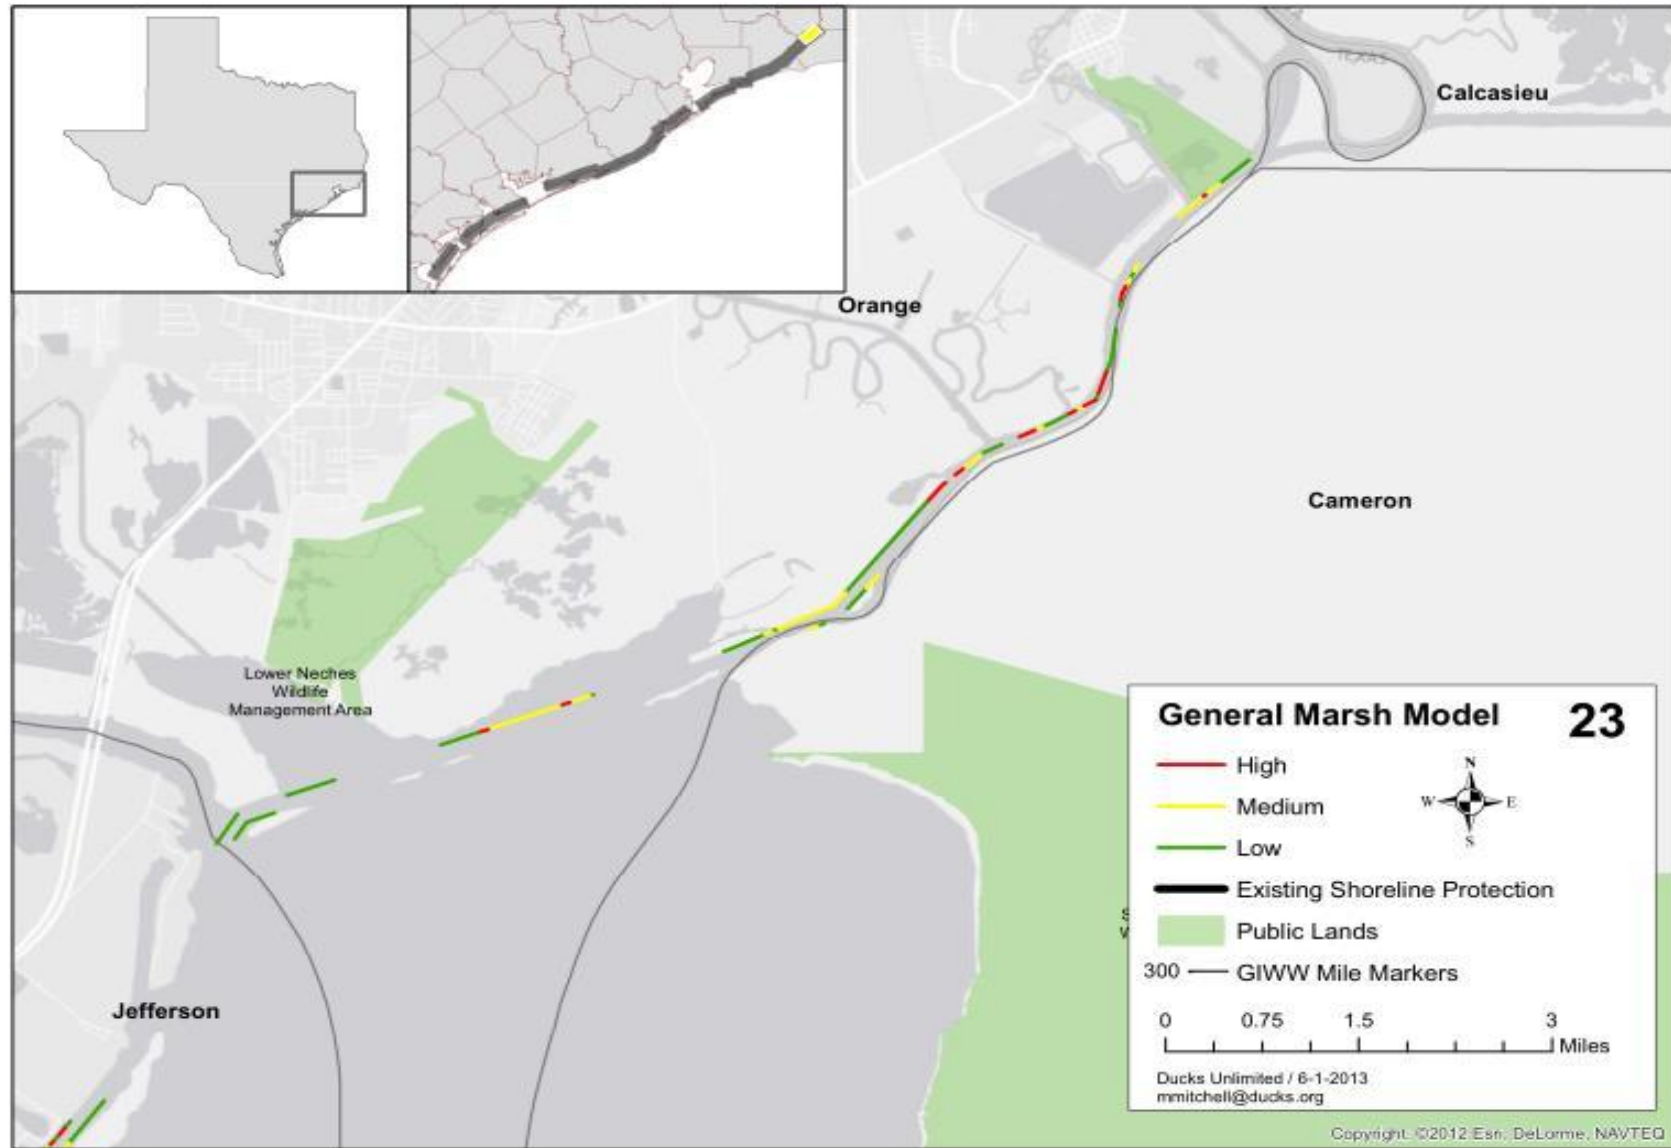 Calcasieu
Orange
Cameron
Lower Neches
Wildlife
Management Area
Jefferson
General Marsh Model 23
High
Medium
Low
Existing Shoreline Protection
Public Lands
300 GIWW Mile Markers
N
W E
S
0 0.75 1.5 3
Miles
Ducks Unlimited / 6-1-2013
mmitchell@ducks.org
Copyright: ©2012 Esri, DeLorme, NAVTEQ